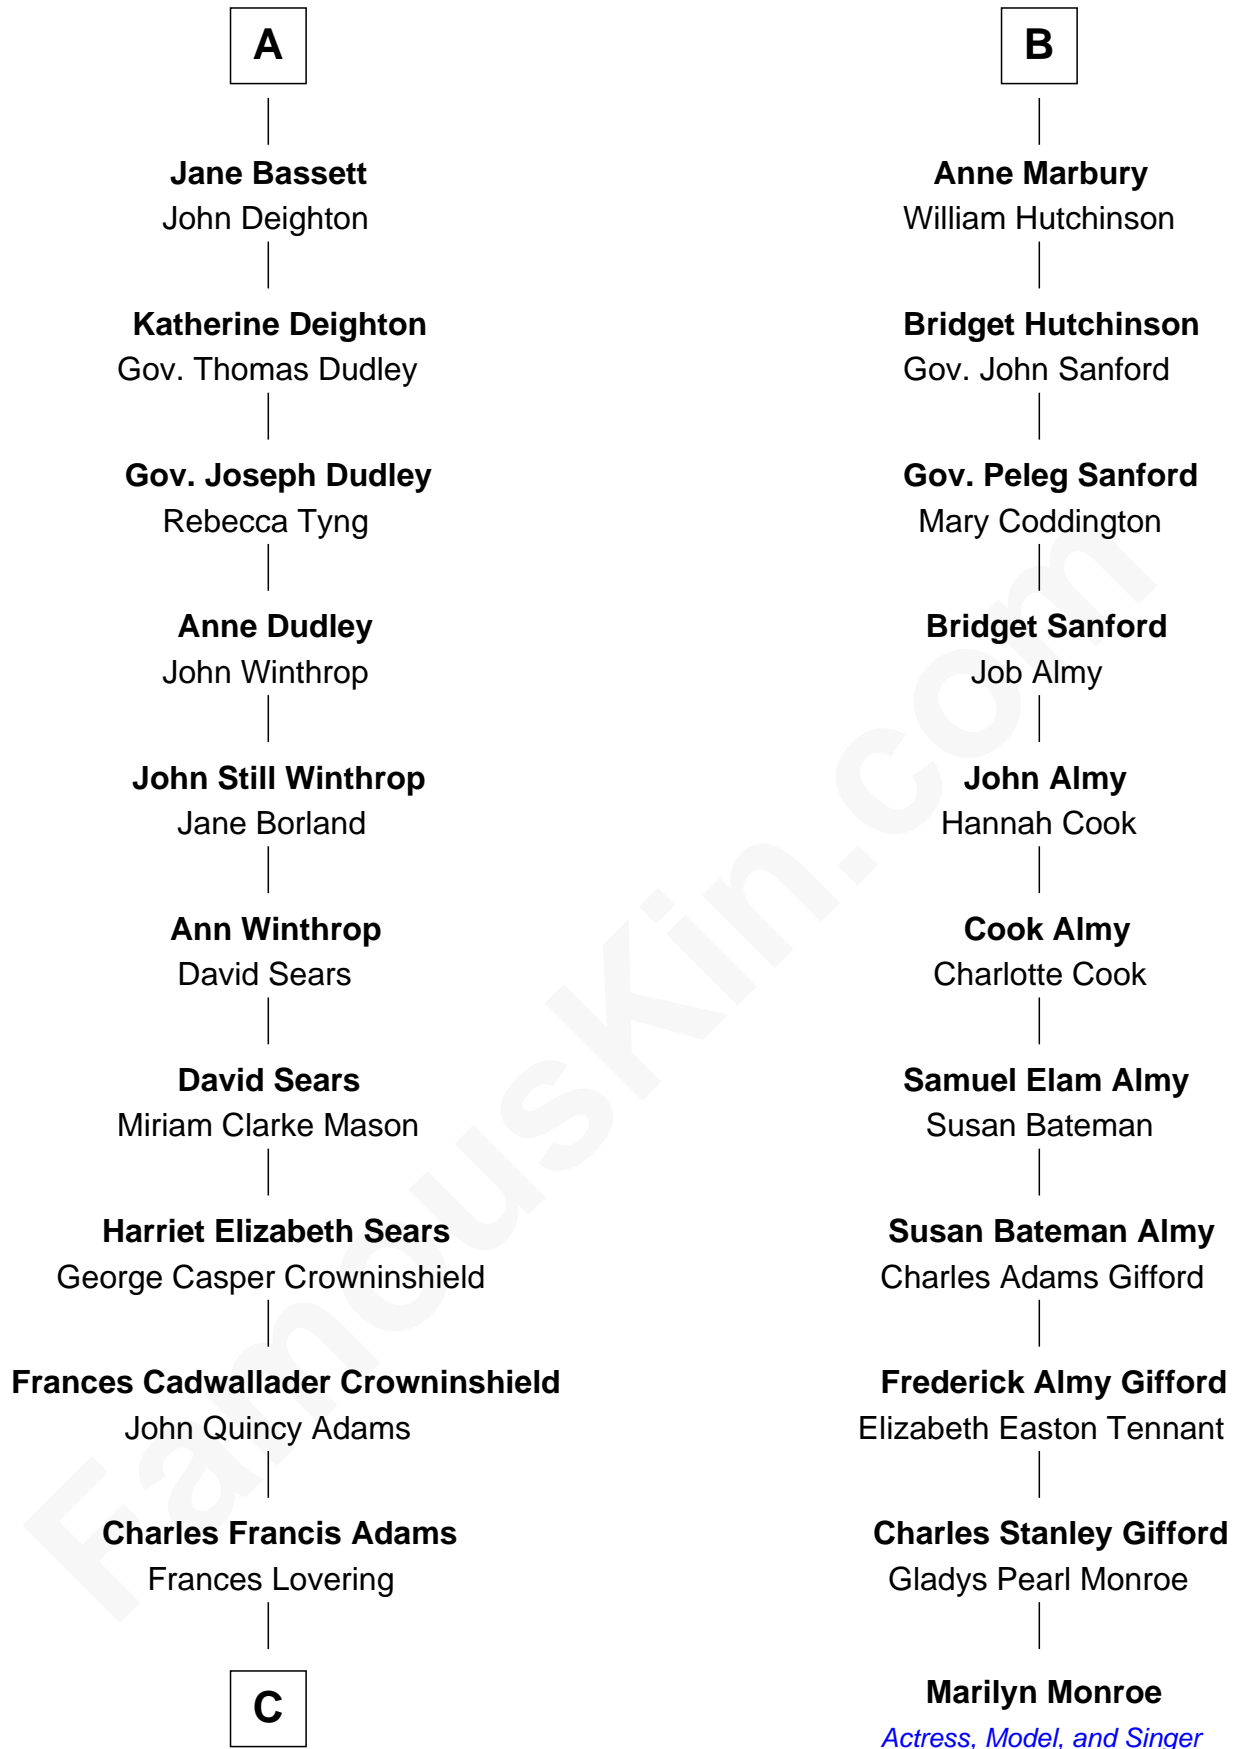 A
Jane Bassett
John Deighton
Katherine Deighton
Gov. Thomas Dudley
Gov. Joseph Dudley
Rebecca Tyng
Anne Dudley
John Winthrop
John Still Winthrop
Jane Borland
Ann Winthrop
David Sears
David Sears
Miriam Clarke Mason
Harriet Elizabeth Sears
George Casper Crowninshield
Frances Cadwallader Crowninshield
John Quincy Adams
Charles Francis Adams
Frances Lovering
C
B
Anne Marbury
William Hutchinson
Bridget Hutchinson
Gov. John Sanford
Gov. Peleg Sanford
Mary Coddington
Bridget Sanford
Job Almy
John Almy
Hannah Cook
Cook Almy
Charlotte Cook
Samuel Elam Almy
Susan Bateman
Susan Bateman Almy
Charles Adams Gifford
Frederick Almy Gifford
Elizabeth Easton Tennant
Charles Stanley Gifford
Gladys Pearl Monroe
Marilyn Monroe
Actress, Model, and Singer
FamousKin.com